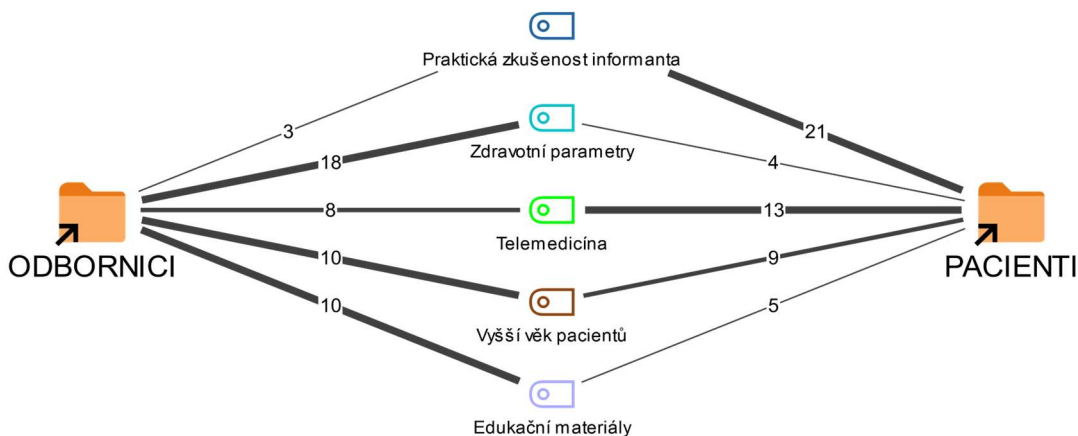 Praktická zkušenost informanta
3
21
18
Zdravotní parametry
4
8
13
Telemedicína
ODBORNICI
PACIENTI
10
9
Vyšší věk pacientů
10
5
Edukační materiály